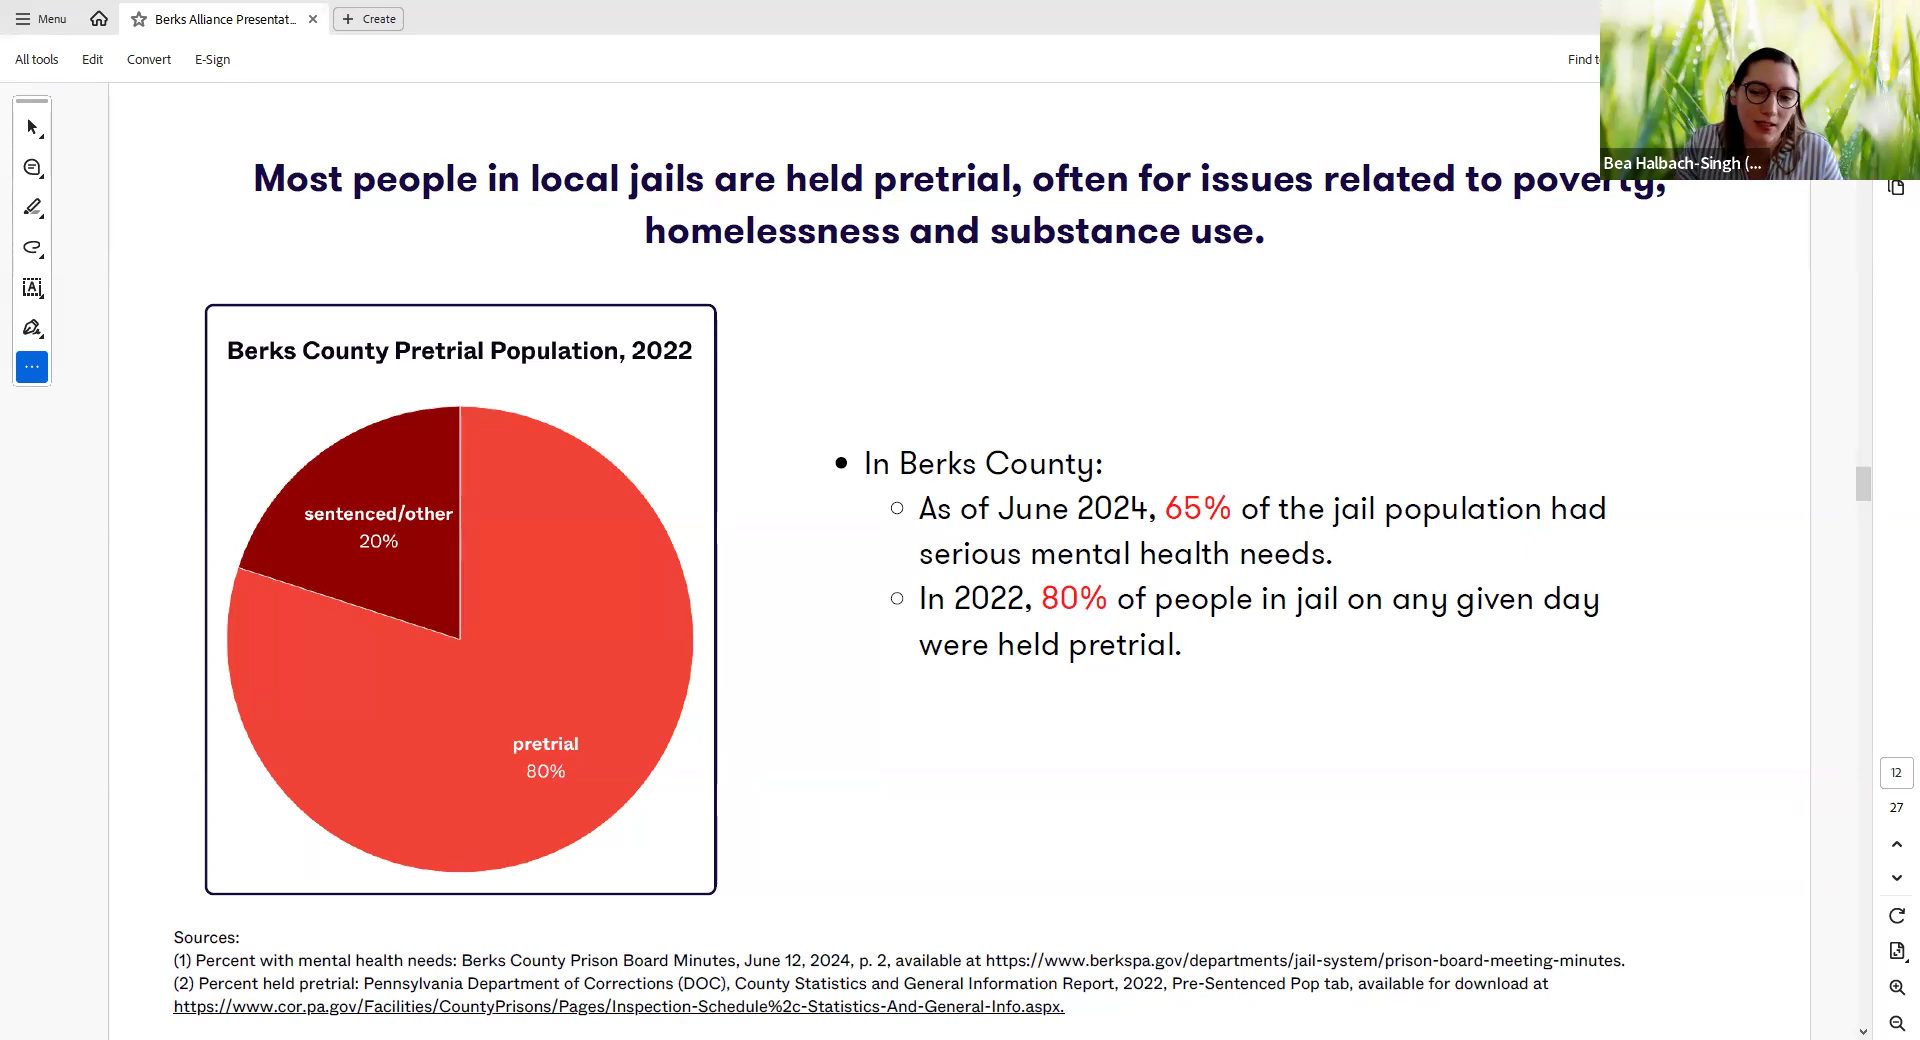 Menu
Berks Alliance Presentat...
Create
All tools
Edit
Convert
E-Sign
Find t
Bea Halbach-Singh (...
Most people in local jails are held pretrial, often for issues related to poverty,
homelessness and substance use.
Berks County Pretrial Population, 2022
sentenced/other
20%
pretrial
80%
In Berks County:
As of June 2024, 65% of the jail population had
serious mental health needs.
In 2022, 80% of people in jail on any given day
were held pretrial.
12
27
Sources:
(1) Percent with mental health needs: Berks County Prison Board Minutes, June 12, 2024, p. 2, available at https://www.berkspa.gov/departments/jail-system/prison-board-meeting-minutes.
(2) Percent held pretrial: Pennsylvania Department of Corrections (DOC), County Statistics and General Information Report, 2022, Pre-Sentenced Pop tab, available for download at
https://www.cor.pa.gov/Facilities/CountyPrisons/Pages/Inspection-Schedule%2c-Statistics-And-General-Info.aspx.